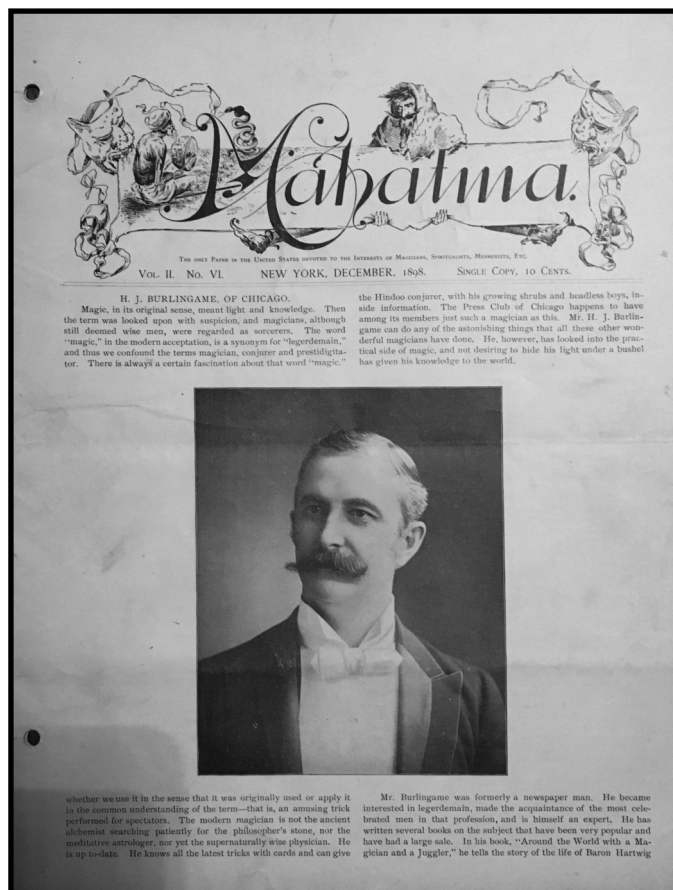 Mahatma.
THE ONLY PAPER IN THE UNITED STATES DEVOTED TO THE INTERESTS OF MAGICIANS, SPIRITUALISTS, MESMERISTS, ETC.
VOL. II. NO. VI. NEW YORK, DECEMBER, 1898. SINGLE COPY, 10 CENTS.
H. J. BURLINGAME, OF CHICAGO.
Magic, in its original sense, meant light and knowledge. Then
the term was looked upon with suspicion, and magicians, although
still deemed wise men, were regarded as sorcerers. The word
"magic," in the modern acceptation, is a synonym for "legerdemain,"
and thus we confound the terms magician, conjurer and prestidigita-
tor. There is always a certain fascination about that word "magic."
whether we use it in the sense that it was originally used or apply it
in the common understanding of the term—that is, an amusing trick
performed for spectators. The modern magician is not the ancient
alchemist searching patiently for the philosopher's stone, nor the
meditative astrologer, nor yet the supernaturally wise physician. He
is up-to-date. He knows all the latest tricks with cards and can give
the Hindoo conjurer, with his growing shrubs and headless boys, in-
side information. The Press Club of Chicago happens to have
among its members just such a magician as this. Mr. H. J. Burlin-
game can do any of the astonishing things that all these other won-
derful magicians have done. He, however, has looked into the prac-
tical side of magic, and not desiring to hide his light under a bushel
has given his knowledge to the world.
Mr. Burlingame was formerly a newspaper man. He became
interested in legerdemain, made the acquaintance of the most cele-
brated men in that profession, and is himself an expert. He has
written several books on the subject that have been very popular and
have had a large sale. In his book, "Around the World with a Ma-
gician and a Juggler," he tells the story of the life of Baron Hartwig